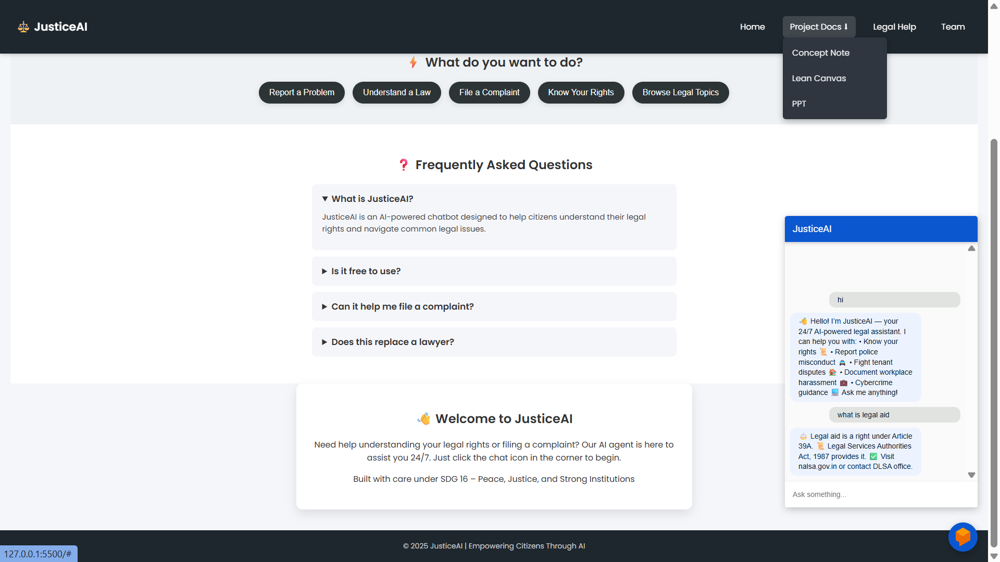 ⚖️ JusticeAI
Home
Project Docs ⬇
Legal Help
Team
Concept Note
Lean Canvas
PPT
⚡ What do you want to do?
Report a Problem
Understand a Law
File a Complaint
Know Your Rights
Browse Legal Topics
❓ Frequently Asked Questions
▼ What is JusticeAI?
JusticeAI is an AI-powered chatbot designed to help citizens understand their legal
rights and navigate common legal issues.
▶ Is it free to use?
▶ Can it help me file a complaint?
▶ Does this replace a lawyer?
👋 Welcome to JusticeAI
Need help understanding your legal rights or filing a complaint? Our AI agent is here to
assist you 24/7. Just click the chat icon in the corner to begin.
Built with care under SDG 16 – Peace, Justice, and Strong Institutions
JusticeAI
hi
👋 Hello! I'm JusticeAI — your
24/7 AI-powered legal assistant. I
can help you with: • Know your
rights 📜 • Report police
misconduct 🚔 • Fight tenant
disputes 🏠 • Document workplace
harassment 💼 • Cybercrime
guidance 💻 Ask me anything!
what is legal aid
⚖️ Legal aid is a right under Article
39A. 📜 Legal Services Authorities
Act, 1987 provides it. ✅ Visit
nalsa.gov.in or contact DLSA office.
Ask something...
© 2025 JusticeAI | Empowering Citizens Through AI
127.0.0.1:5500/#